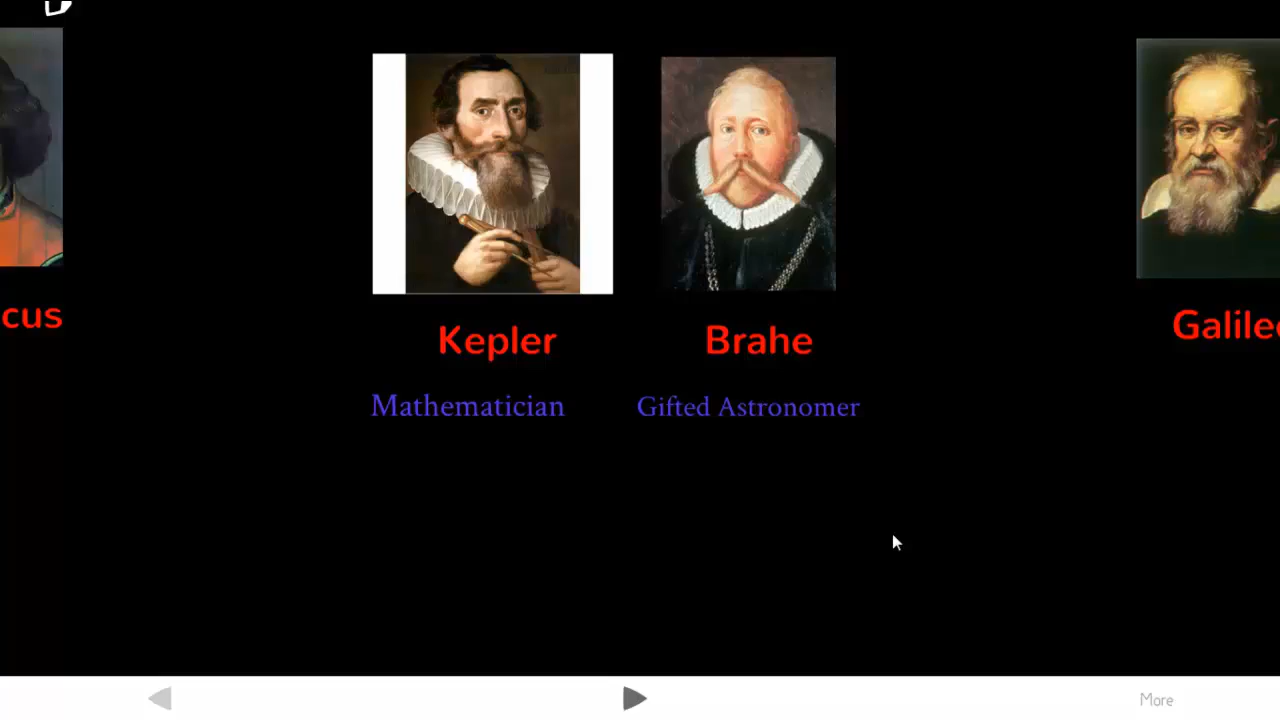 cus
Kepler
Brahe
Galile
Mathematician
Gifted Astronomer
More